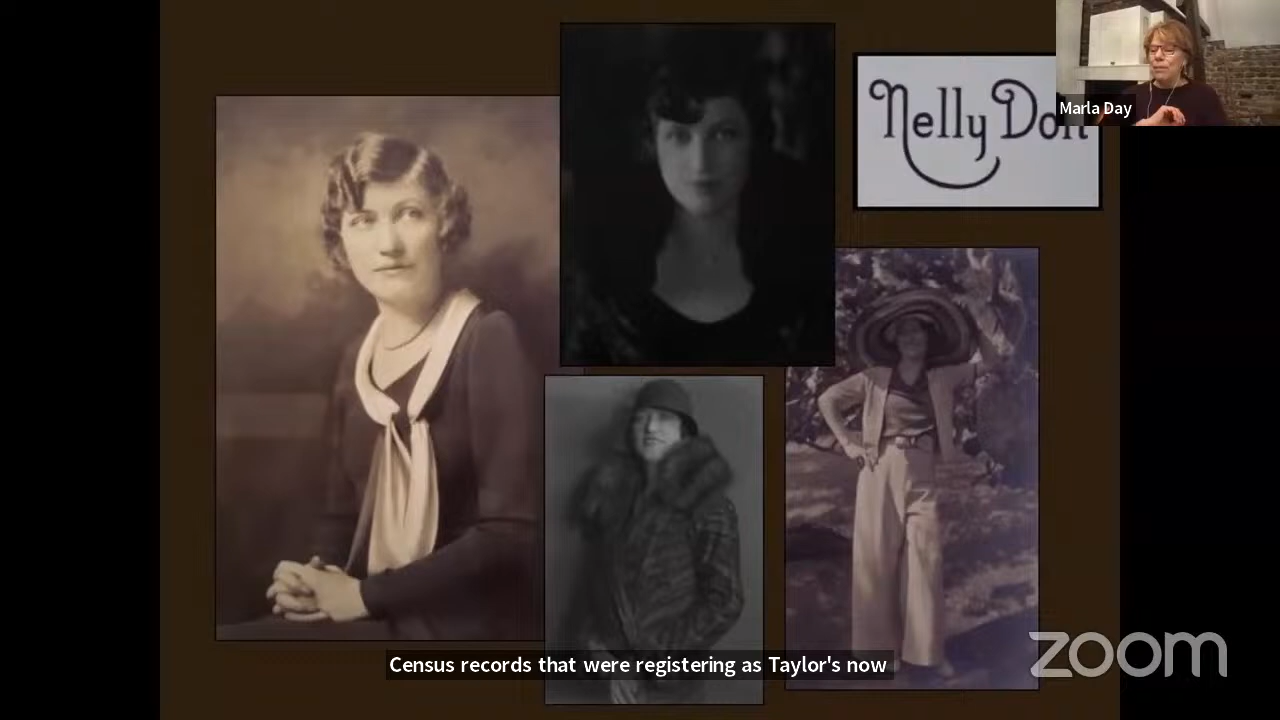 Nelly Don
Marla Day
Census records that were registering as Taylor's now
zoom